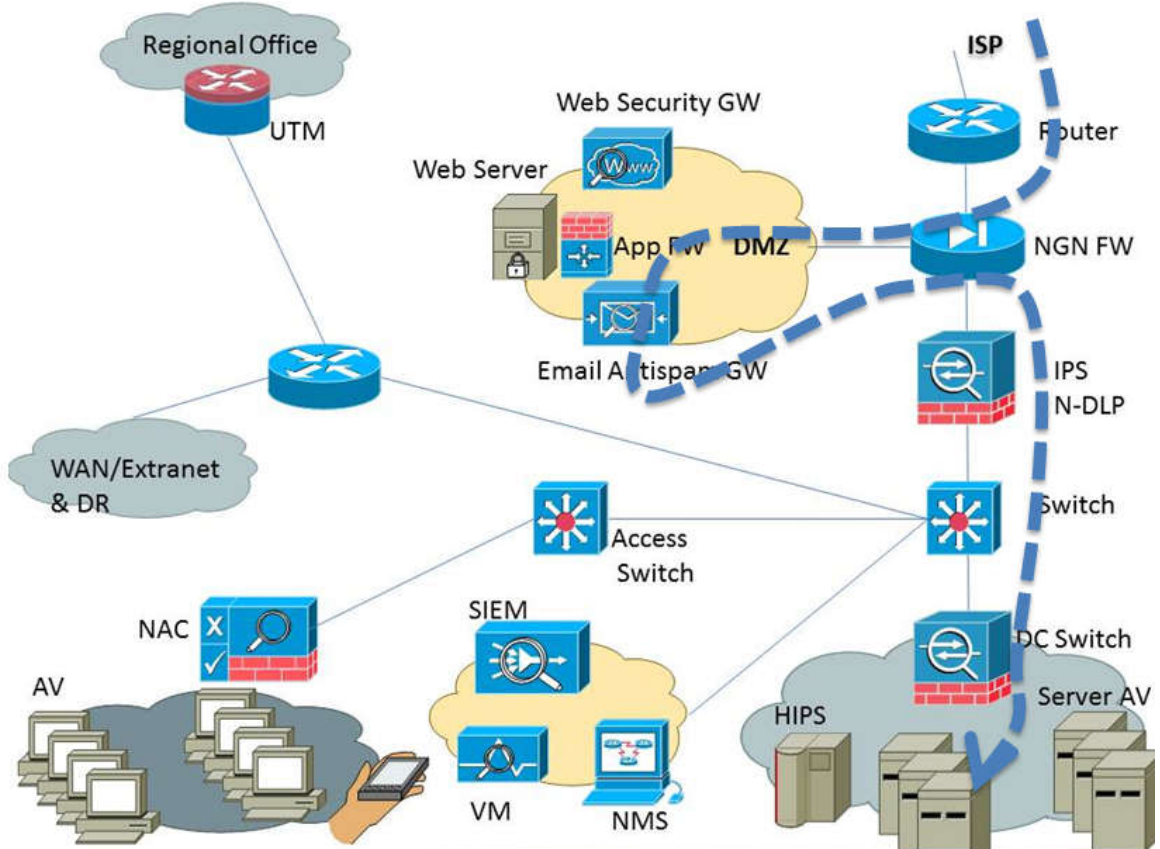 Regional Office
UTM
ISP
Web Security GW
Router
Web Server
Www
App FW
DMZ
NGN FW
Email Antispam GW
IPS
N-DLP
WAN/Extranet
& DR
Switch
Access
Switch
NAC
X
SIEM
DC Switch
AV
HIPS
Server AV
VM
NMS